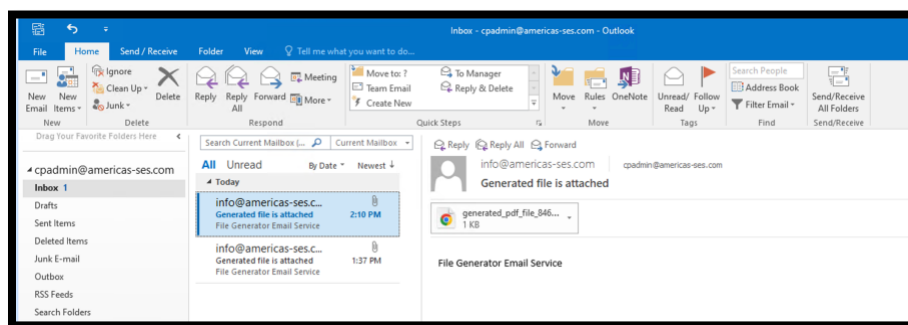 Inbox - cpadmin@americas-ses.com - Outlook
File Home Send / Receive Folder View Tell me what you want to do...
New Email
New Items
Ignore
Clean Up
Junk
Delete
Reply
Reply All
Forward
Meeting
More
Move to: ?
Team Email
Create New
To Manager
Reply & Delete
Move
Rules
OneNote
Unread/ Read
Follow Up
Search People
Address Book
Filter Email
Send/Receive All Folders
New Delete Respond Quick Steps Move Tags Find Send/Receive
Drag Your Favorite Folders Here
cpadmin@americas-ses.com
Inbox 1
Drafts
Sent Items
Deleted Items
Junk E-mail
Outbox
RSS Feeds
Search Folders
Search Current Mailbox (... Current Mailbox
All Unread By Date Newest ↓
Today
info@americas-ses.c...
Generated file is attached 2:10 PM
File Generator Email Service
info@americas-ses.c...
Generated file is attached 1:37 PM
File Generator Email Service
Reply Reply All Forward
info@americas-ses.com cpadmin@americas-ses.com
Generated file is attached
generated_pdf_file_846...
1 KB
File Generator Email Service